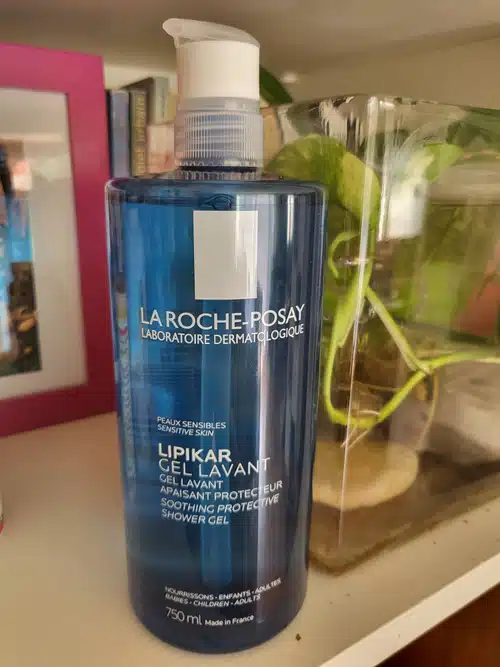 LA ROCHE-POSAY
LABORATOIRE DERMATOLOGIQUE
PEAUX SENSIBLES
SENSITIVE SKIN
LIPIKAR
GEL LAVANT
GEL LAVANT
APAISANT PROTECTEUR
SOOTHING PROTECTIVE
SHOWER GEL
NOURRISSONS - ENFANTS - ADULTES
BABIES - CHILDREN - ADULTS
750 ml Made in France